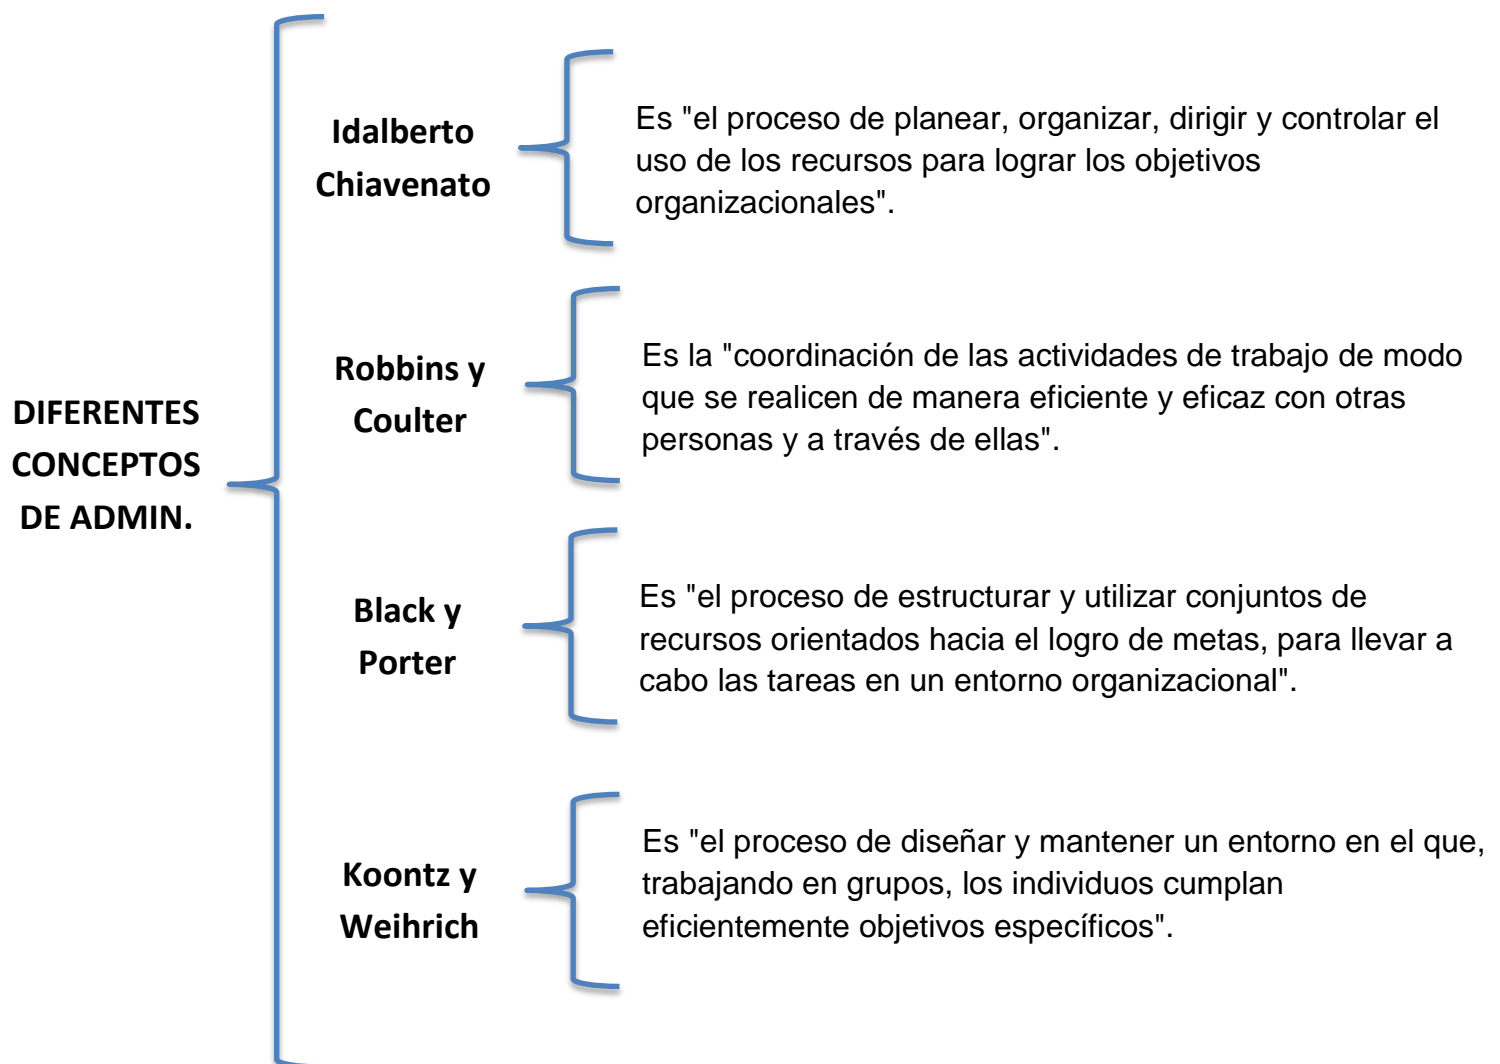 DIFERENTES
CONCEPTOS
DE ADMIN.
Idalberto
Chiavenato
Es "el proceso de planear, organizar, dirigir y controlar el
uso de los recursos para lograr los objetivos
organizacionales".
Robbins y
Coulter
Es la "coordinación de las actividades de trabajo de modo
que se realicen de manera eficiente y eficaz con otras
personas y a través de ellas".
Black y
Porter
Es "el proceso de estructurar y utilizar conjuntos de
recursos orientados hacia el logro de metas, para llevar a
cabo las tareas en un entorno organizacional".
Koontz y
Weihrich
Es "el proceso de diseñar y mantener un entorno en el que,
trabajando en grupos, los individuos cumplan
eficientemente objetivos específicos".